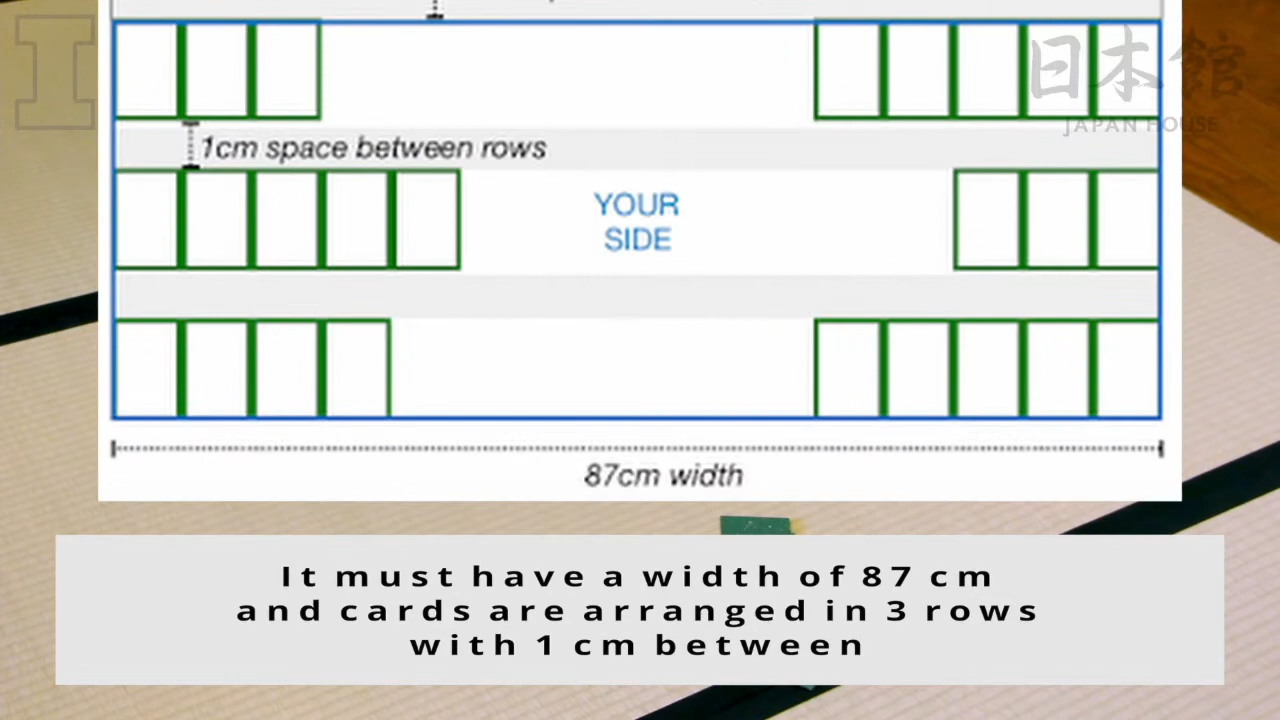 日本館
JAPAN HOUSE
1cm space between rows
YOUR
SIDE
87cm width
It must have a width of 87 cm
and cards are arranged in 3 rows
with 1 cm between